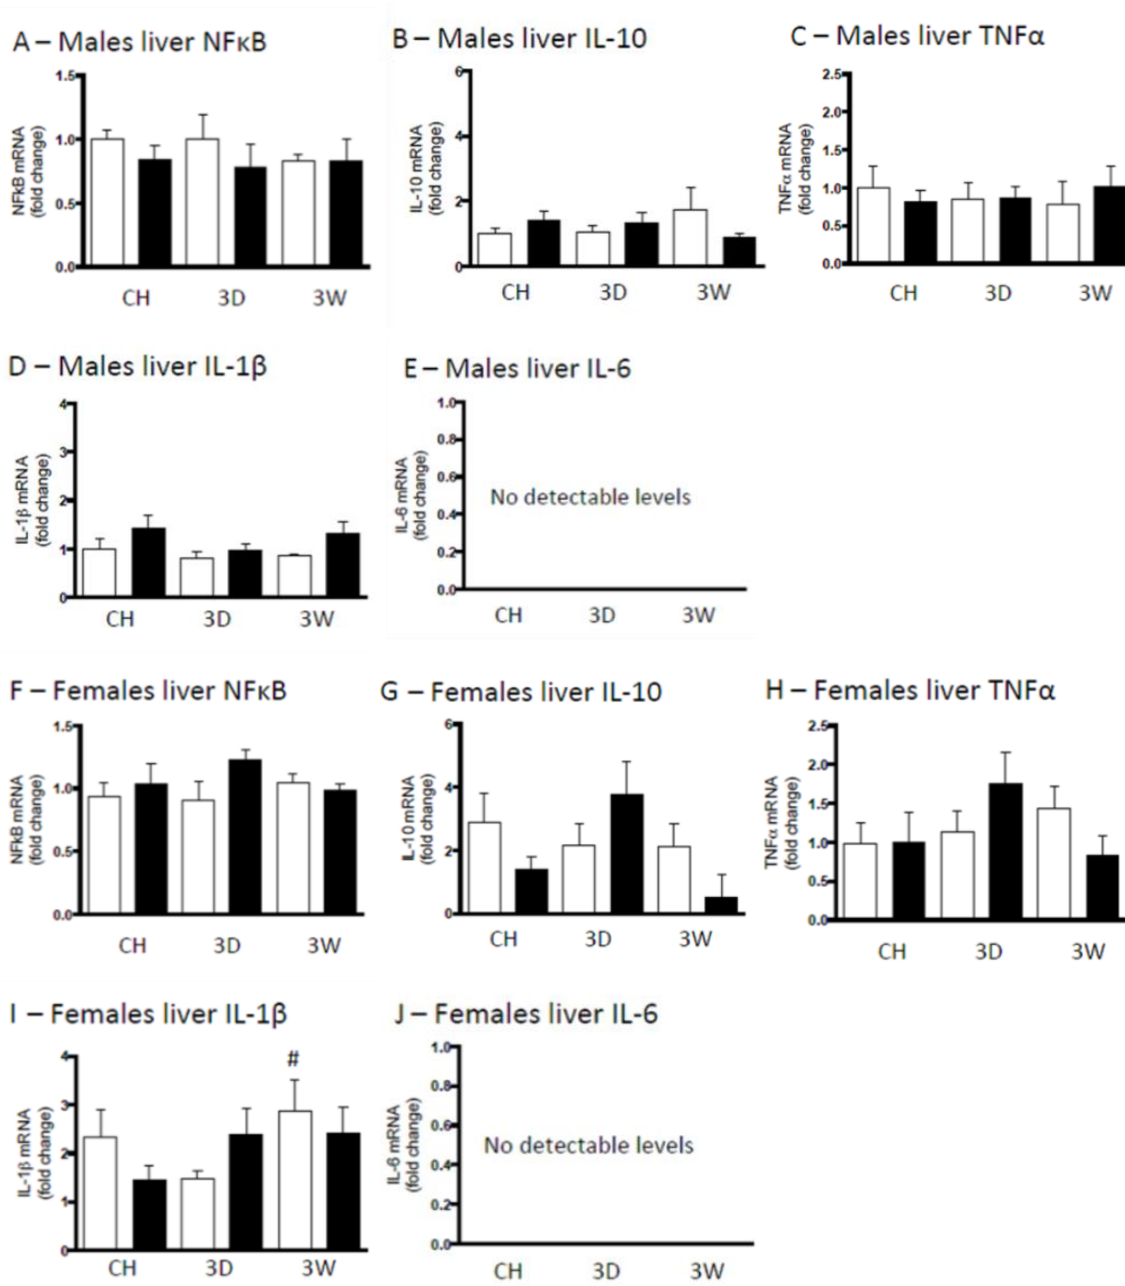 A – Males liver NFκB
1.5
1.0
0.5
0.0
NFkB mRNA
(fold change)
CH 3D 3W
B – Males liver IL-10
6
4
2
0
IL-10 mRNA
(fold change)
CH 3D 3W
C – Males liver TNFα
2.5
2.0
1.5
1.0
0.5
0.0
TNFα mRNA
(fold change)
CH 3D 3W
D – Males liver IL-1β
4
3
2
1
0
IL-1β mRNA
(fold change)
CH 3D 3W
E – Males liver IL-6
1.0
0.8
0.6
0.4
0.2
0.0
IL-6 mRNA
(fold change)
No detectable levels
CH 3D 3W
F – Females liver NFκB
1.5
1.0
0.5
0.0
NFkB mRNA
(fold change)
CH 3D 3W
G – Females liver IL-10
6
4
2
0
IL-10 mRNA
(fold change)
CH 3D 3W
H – Females liver TNFα
2.5
2.0
1.5
1.0
0.5
0.0
TNFα mRNA
(fold change)
CH 3D 3W
I – Females liver IL-1β
4
3
2
1
0
IL-1β mRNA
(fold change)
#
CH 3D 3W
J – Females liver IL-6
1.0
0.8
0.6
0.4
0.2
0.0
IL-6 mRNA
(fold change)
No detectable levels
CH 3D 3W